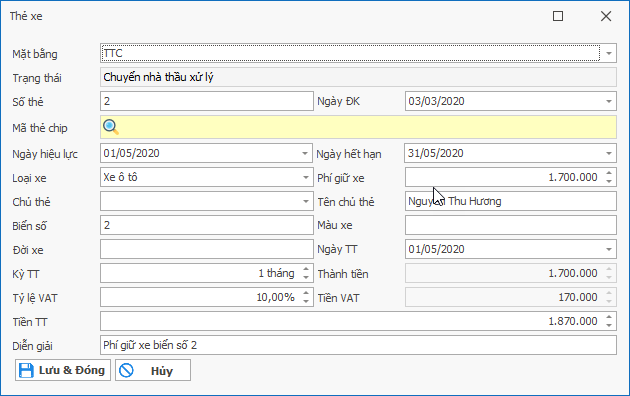 Thẻ xe
Mặt bằng TTC
Trạng thái Chuyển nhà thầu xử lý
Số thẻ 2 Ngày ĐK 03/03/2020
Mã thẻ chip
Ngày hiệu lực 01/05/2020 Ngày hết hạn 31/05/2020
Loại xe Xe ô tô Phí giữ xe 1.700.000
Chủ thẻ Tên chủ thẻ Nguyễn Thu Hương
Biển số 2 Màu xe
Đời xe Ngày TT 01/05/2020
Kỳ TT 1 tháng Thành tiền 1.700.000
Tỷ lệ VAT 10,00% Tiền VAT 170.000
Tiền TT 1.870.000
Diễn giải Phí giữ xe biển số 2
Lưu & Đóng Hủy